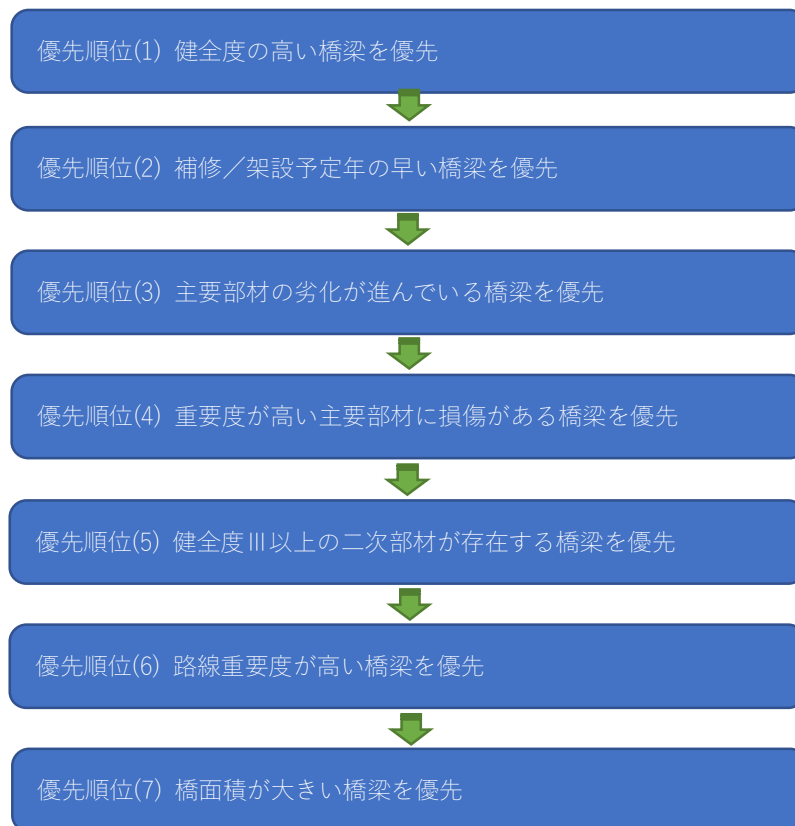 優先順位(1) 健全度の高い橋梁を優先
優先順位(2) 補修／架設予定年の早い橋梁を優先
優先順位(3) 主要部材の劣化が進んでいる橋梁を優先
優先順位(4) 重要度が高い主要部材に損傷がある橋梁を優先
優先順位(5) 健全度Ⅲ以上の二次部材が存在する橋梁を優先
優先順位(6) 路線重要度が高い橋梁を優先
優先順位(7) 橋面積が大きい橋梁を優先